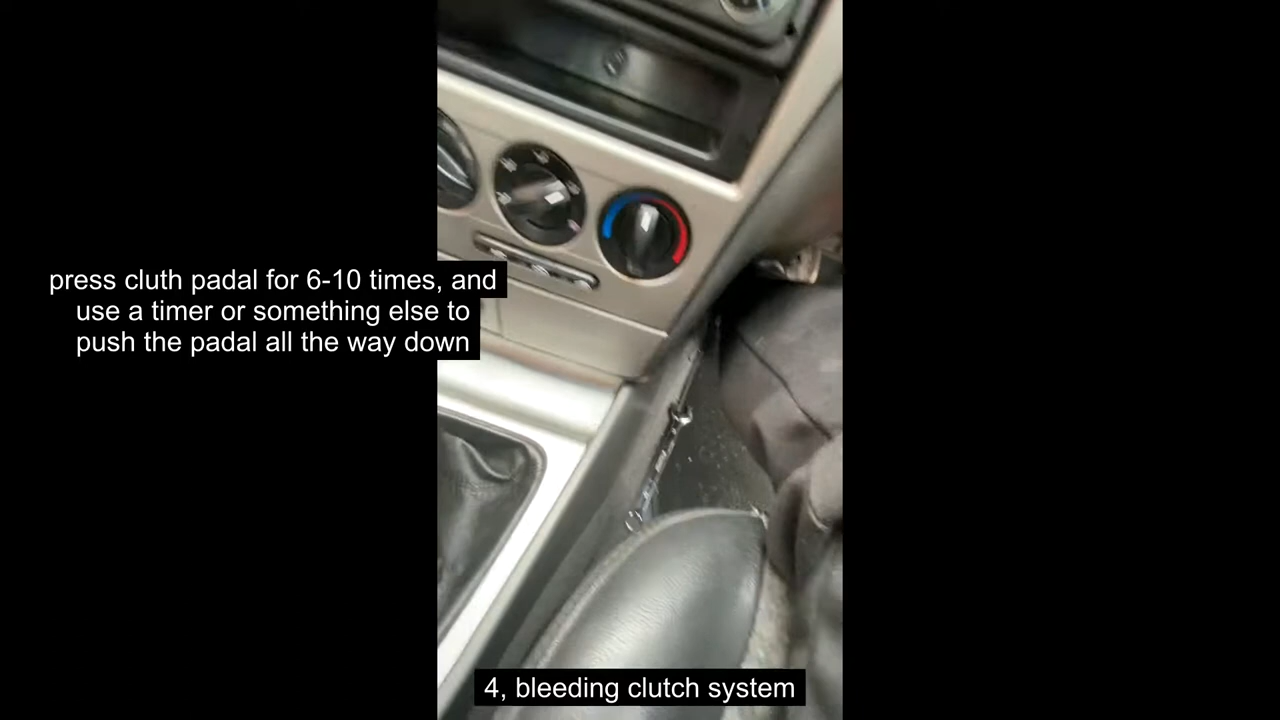 press cluth padal for 6-10 times, and
use a timer or something else to
push the padal all the way down
4, bleeding clutch system